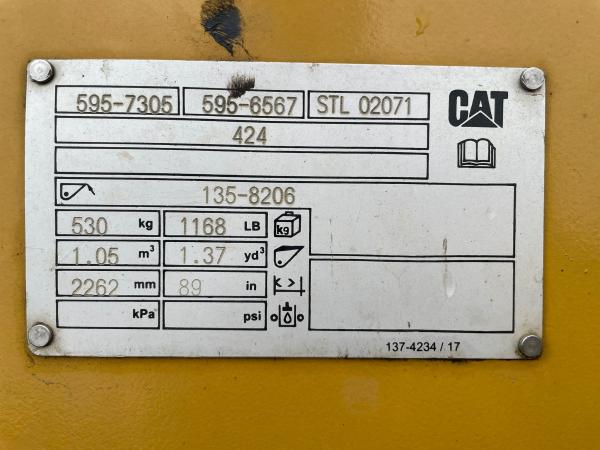 595-7305 595-6567 STL 02071 CAT
424
135-8206
530 kg 1168 LB kg
1.05 m³ 1.37 yd³
2262 mm 89 in
kPa psi
137-4234 / 17